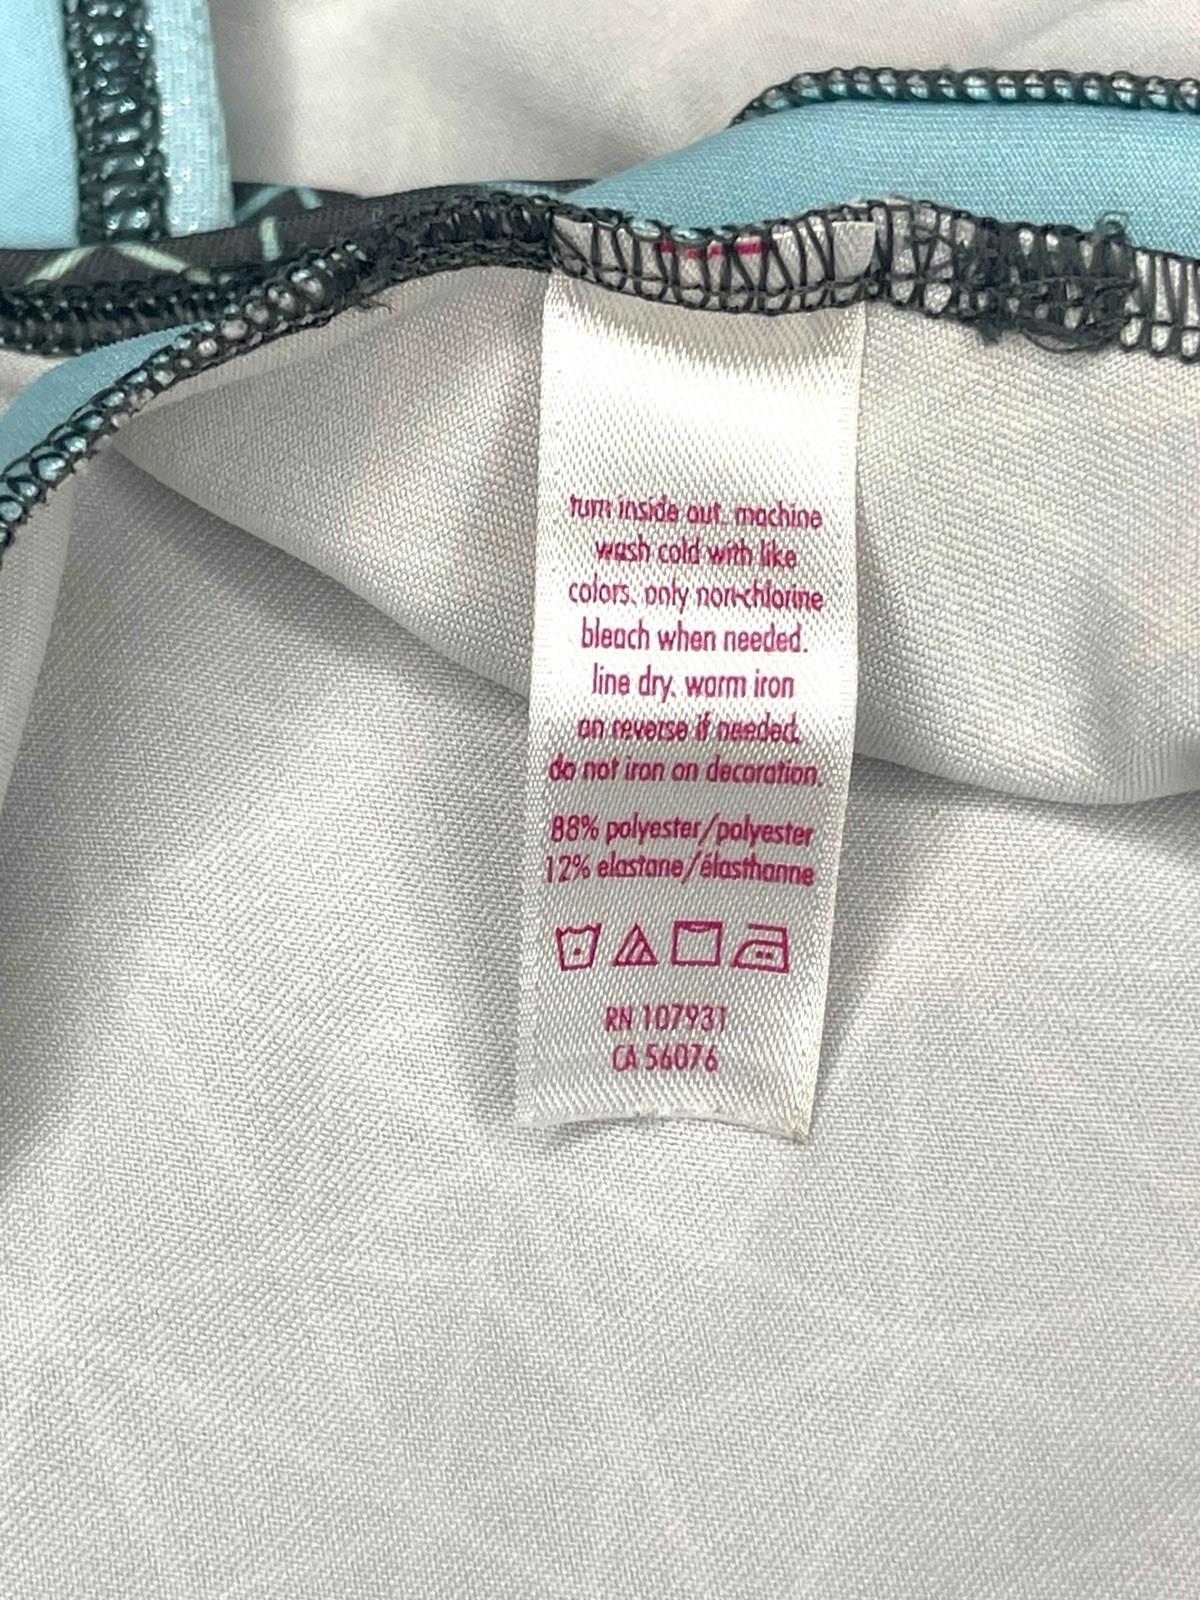 turn inside out. machine
wash cold with like
colors. only non-chlorine
bleach when needed.
line dry. warm iron
on reverse if needed.
do not iron on decoration.
88% polyester/polyester
12% elastane/élasthanne
RN 107931
CA 56076